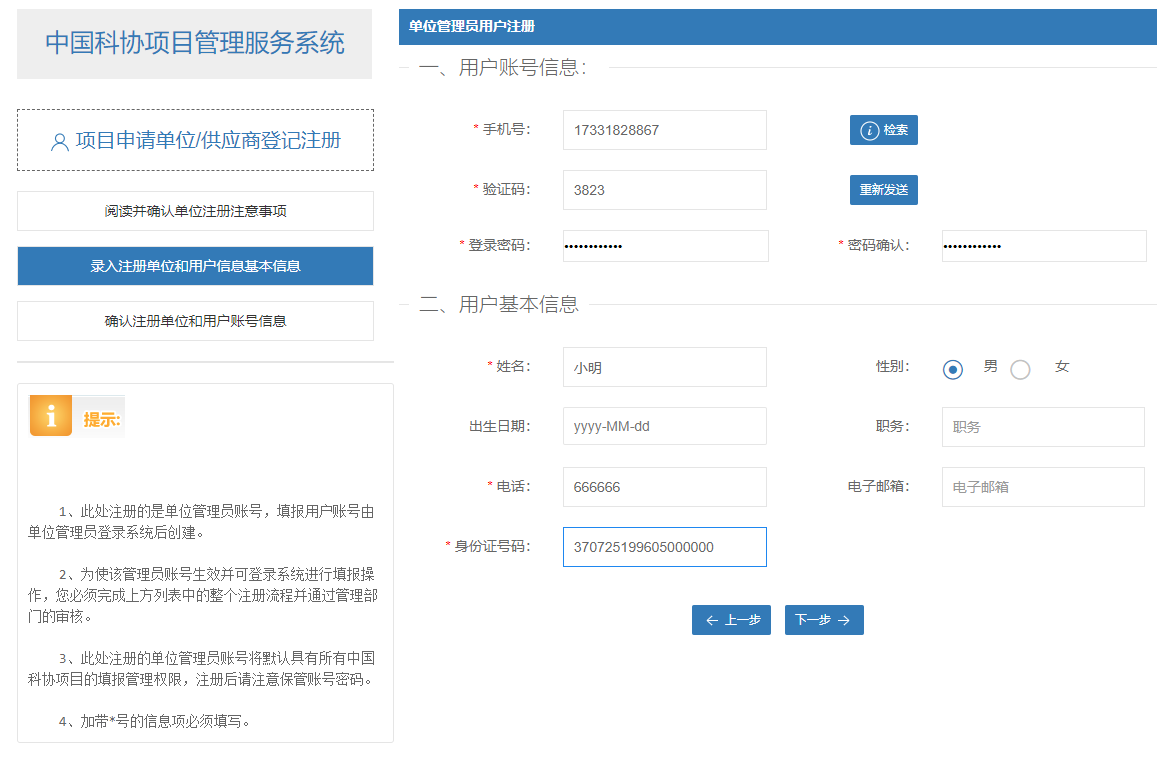 中国科协项目管理服务系统
项目申请单位/供应商登记注册
阅读并确认单位注册注意事项
录入注册单位和用户信息基本信息
确认注册单位和用户账号信息
提示:
1、此处注册的是单位管理员账号，填报用户账号由
单位管理员登录系统后创建。
2、为使该管理员账号生效并可登录系统进行填报操
作，您必须完成上方列表中的整个注册流程并通过管理部
门的审核。
3、此处注册的单位管理员账号将默认具有所有中国
科协项目的填报管理权限，注册后请注意保管账号密码。
4、加带*号的信息项必须填写。
单位管理员用户注册
一、用户账号信息：
* 手机号： 17331828867 检索
* 验证码： 3823 重新发送
* 登录密码： •••••••••••• * 密码确认： ••••••••••••
二、用户基本信息
* 姓名： 小明 性别： 男 女
出生日期： yyyy-MM-dd 职务： 职务
* 电话： 666666 电子邮箱： 电子邮箱
* 身份证号码： 370725199605000000
← 上一步 下一步 →